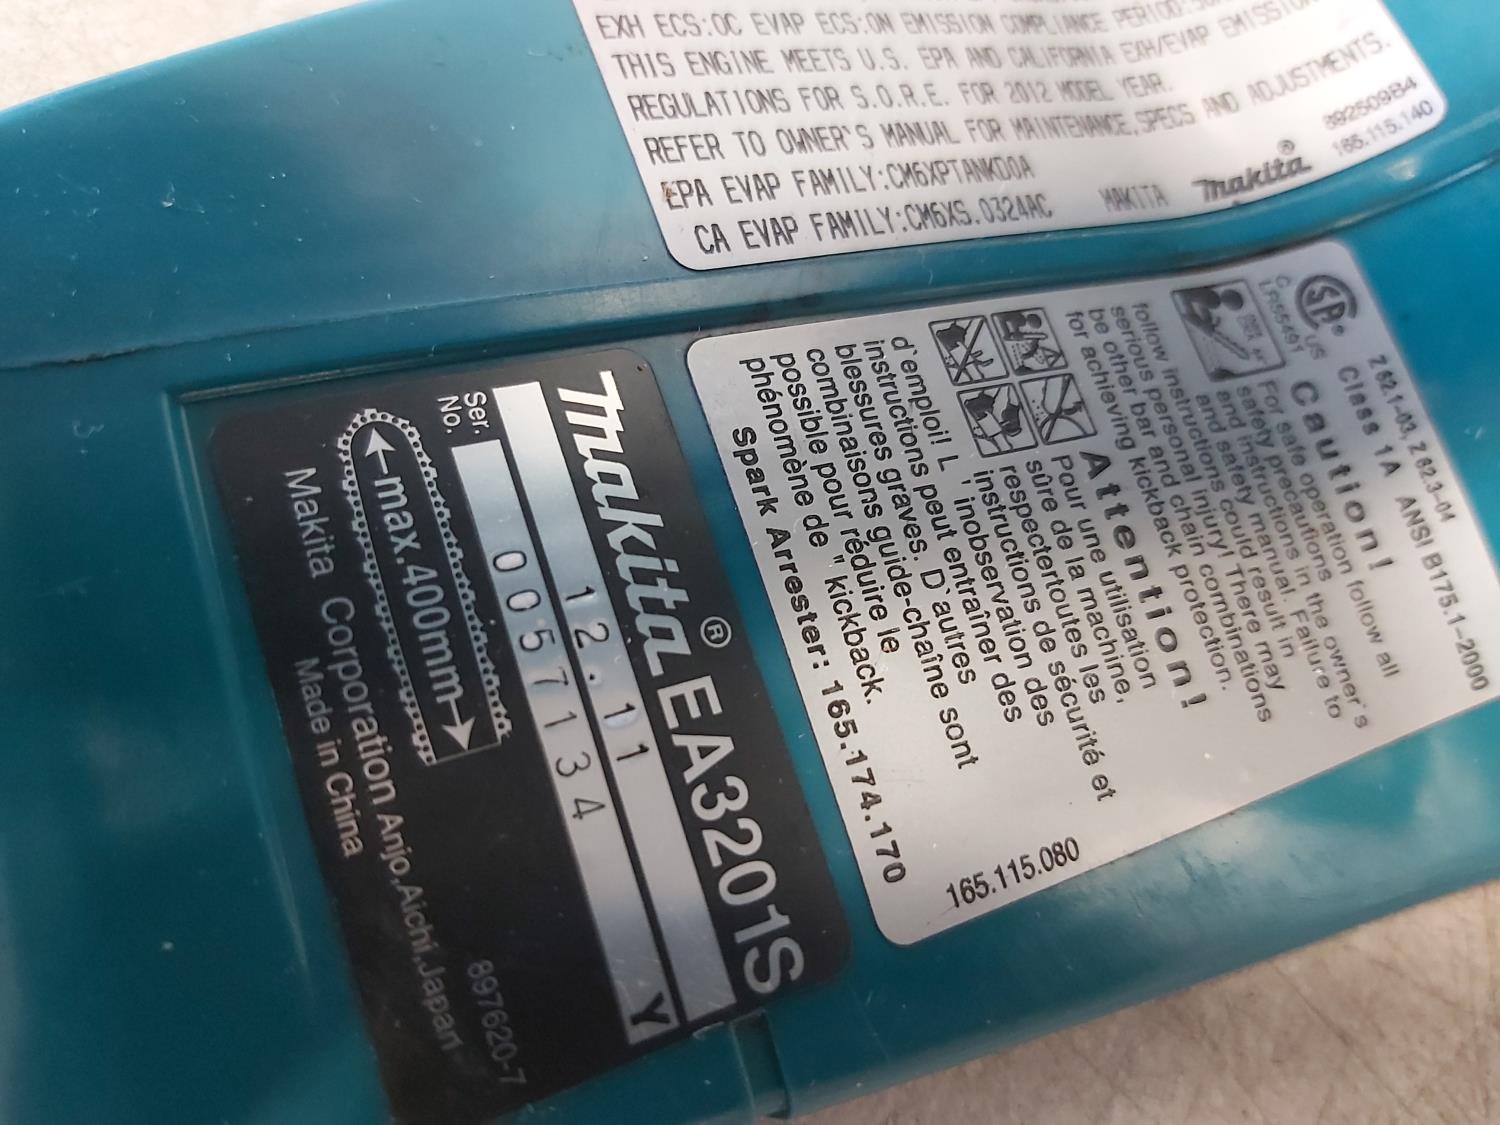 EXH ECS:OC EVAP ECS:ON EMISSION COMPLIANCE PERIOD:
THIS ENGINE MEETS U.S. EPA AND CALIFORNIA EXH/EVAP EMISSION
REGULATIONS FOR S.O.R.E. FOR 2012 MODEL YEAR.
REFER TO OWNER'S MANUAL FOR MAINTENANCE,SPECS AND ADJUSTMENTS.
EPA EVAP FAMILY:CM6XPTANKD0A
CA EVAP FAMILY:CM6XS.0324AC
MAKITA
makita®
892509B4
165.115.140
Z 62.1-03, Z 62.3-04
Class 1A ANSI B175.1-2000
SA®
C US
LR65491
Caution!
For safe operation follow all
safety precautions in the owner's
and instructions manual. Failure to
follow instructions could result in
serious personal injury! There may
be other bar and chain combinations
for achieving kickback protection.
Attention!
Pour une utilisation
sûre de la machine,
respectertoutes les
instructions de sécurité et
d'emploi! L 'inobservation des
instructions peut entraîner des
blessures graves. D'autres
combinaisons guide-chaîne sont
possible pour réduire le
phénomène de " kickback.
Spark Arrester: 165.174.170
165.115.080
makita® EA3201S
12.11 Y
Ser.
No.
0057134
max.400mm
Makita Corporation Anjo,Aichi,Japan
Made in China
897620-7